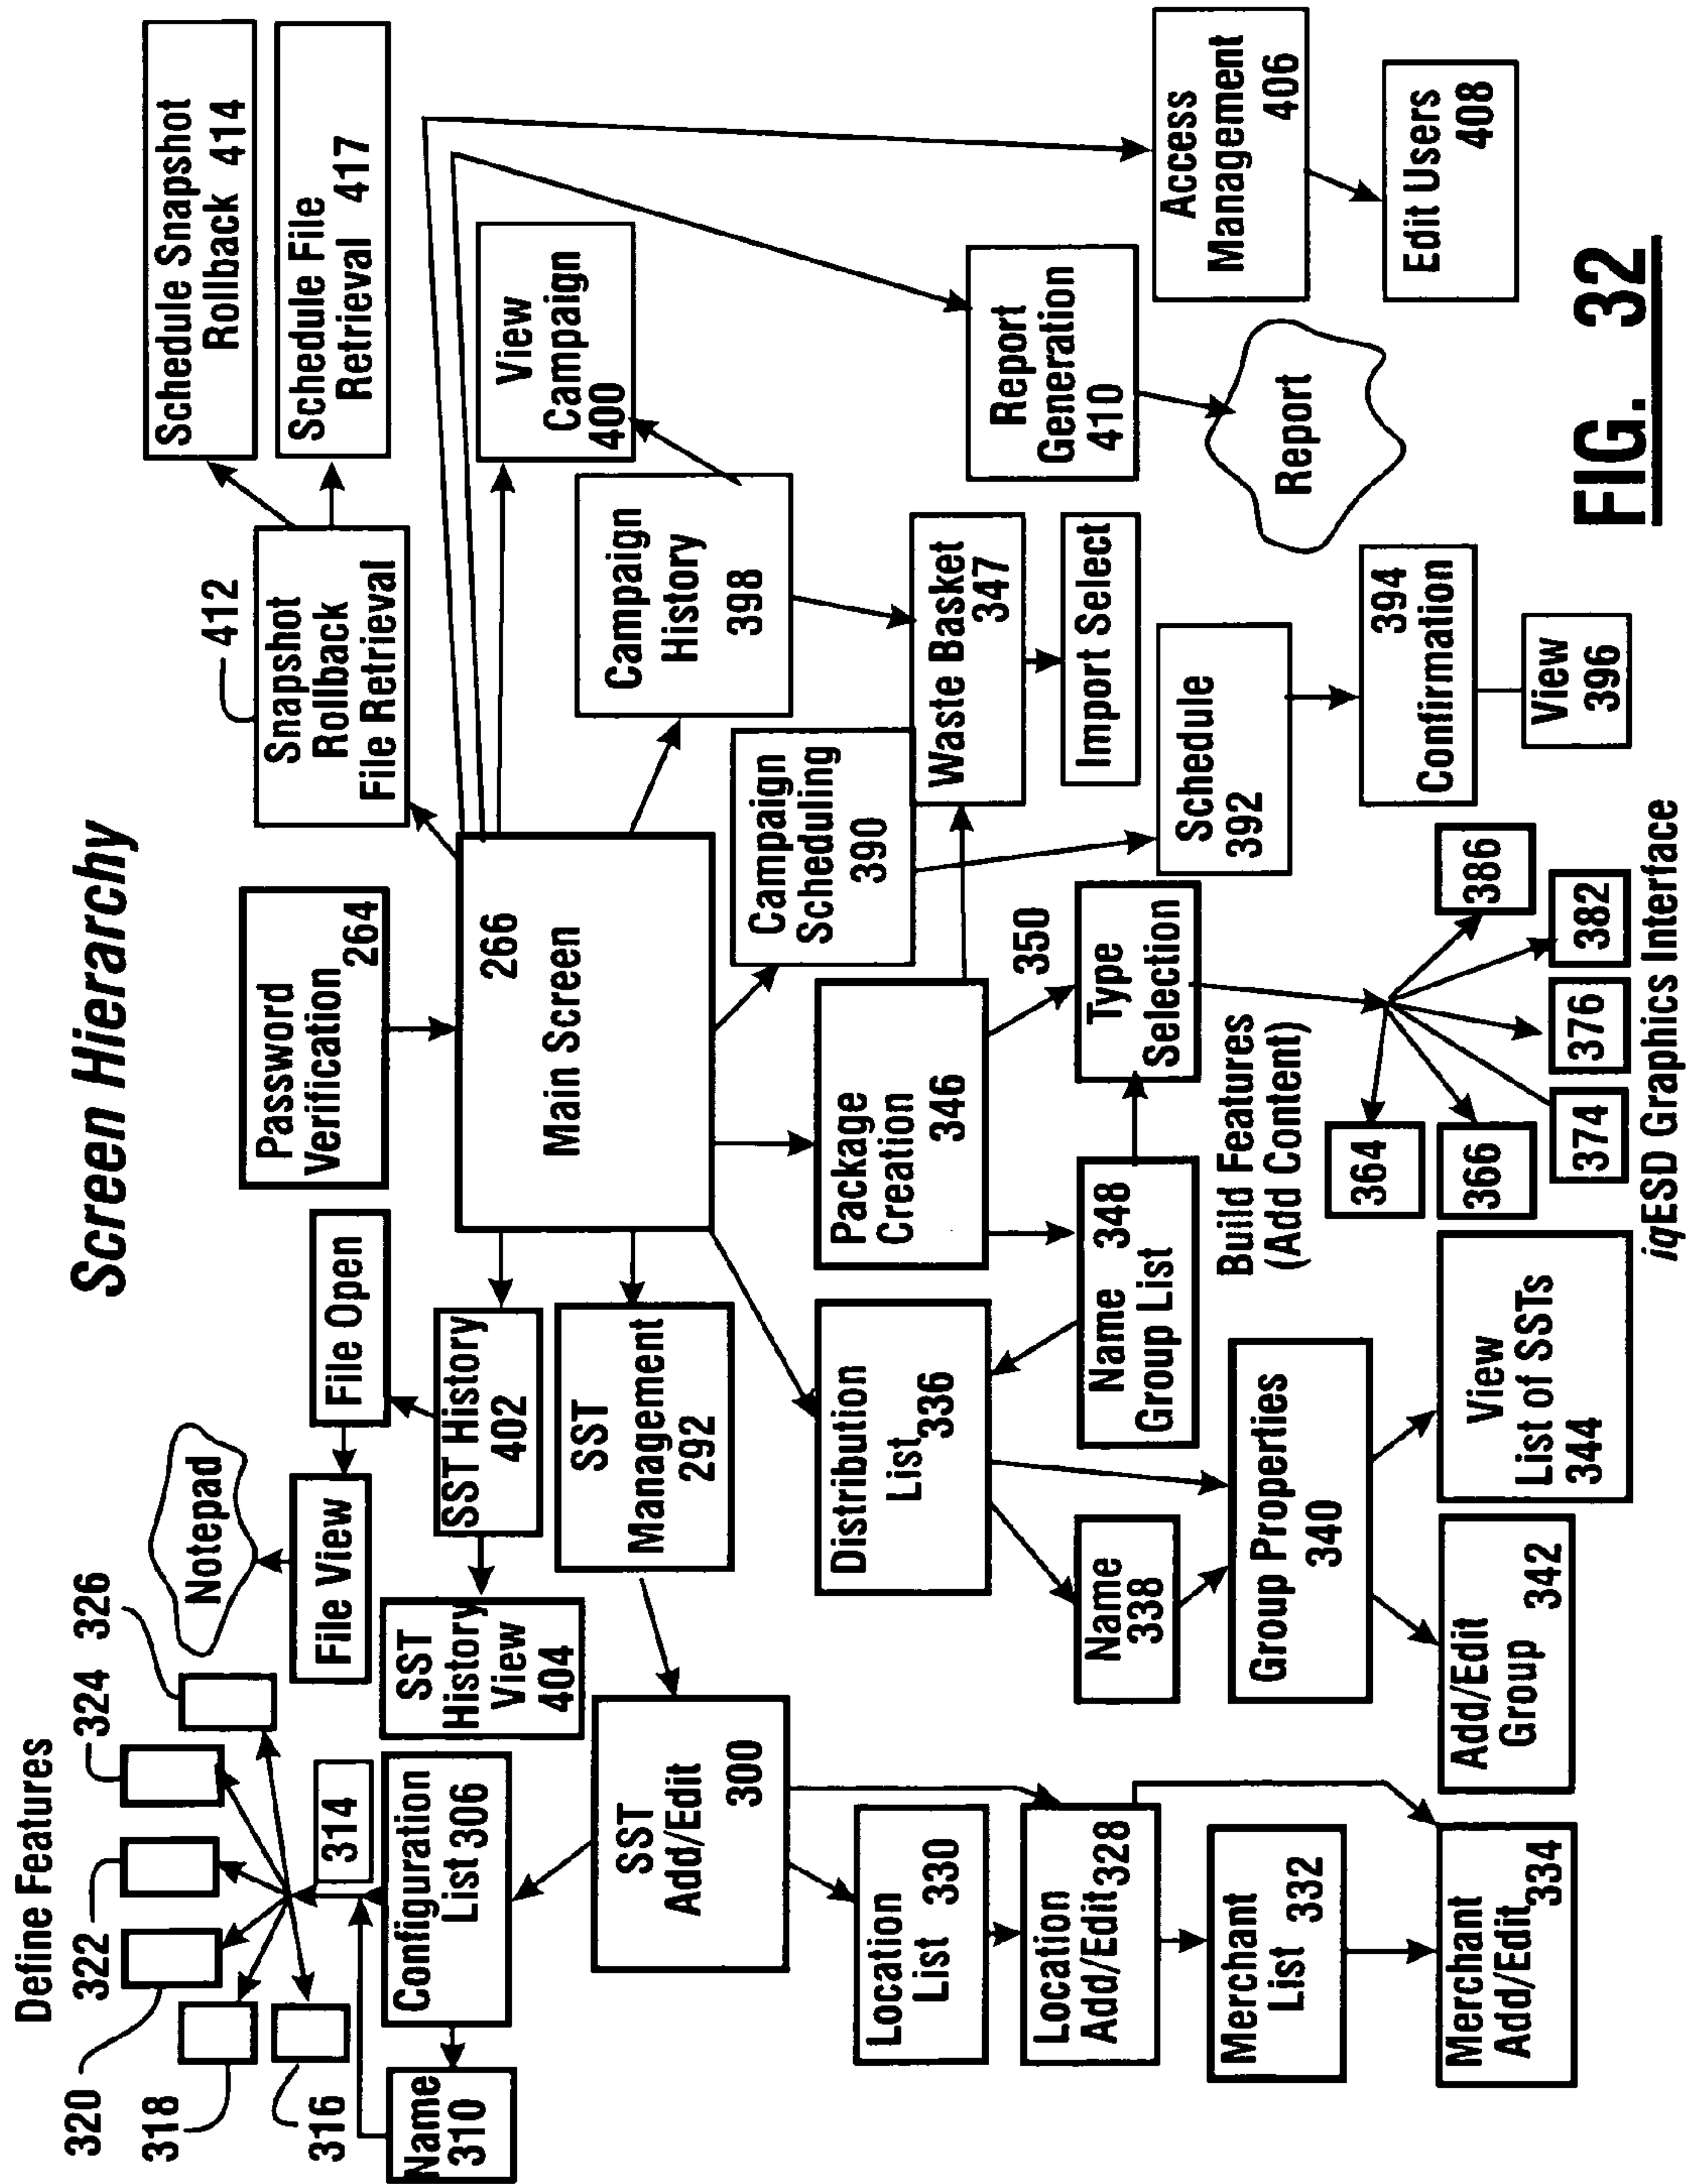 Screen Hierarchy
Define Features
320
322
324
326
318
316
314
Name
310
Configuration
List 306
SST
History
View
404
Notepad
File View
File Open
SST History
402
Password
Verification
264
412
Snapshot
Rollback
File Retrieval
Schedule Snapshot
Rollback 414
Schedule File
Retrieval 417
SST
Add/Edit
300
SST
Management
292
266
Main Screen
View
Campaign
400
Campaign
History
398
Campaign
Scheduling
390
Location
List 330
Location
Add/Edit 328
Merchant
List 332
Merchant
Add/Edit 334
Distribution
List 336
Name
338
Group Properties
340
Add/Edit
Group 342
View
List of SSTs
344
Package
Creation
346
Name 348
Group List
350
Type
Selection
Build Features
(Add Content)
364
366
374
376
382
386
iqESD Graphics Interface
Waste Basket
347
Import Select
Schedule
392
394
Confirmation
View
396
Report
Generation
410
Report
Access
Management
406
Edit Users
408
FIG. 32